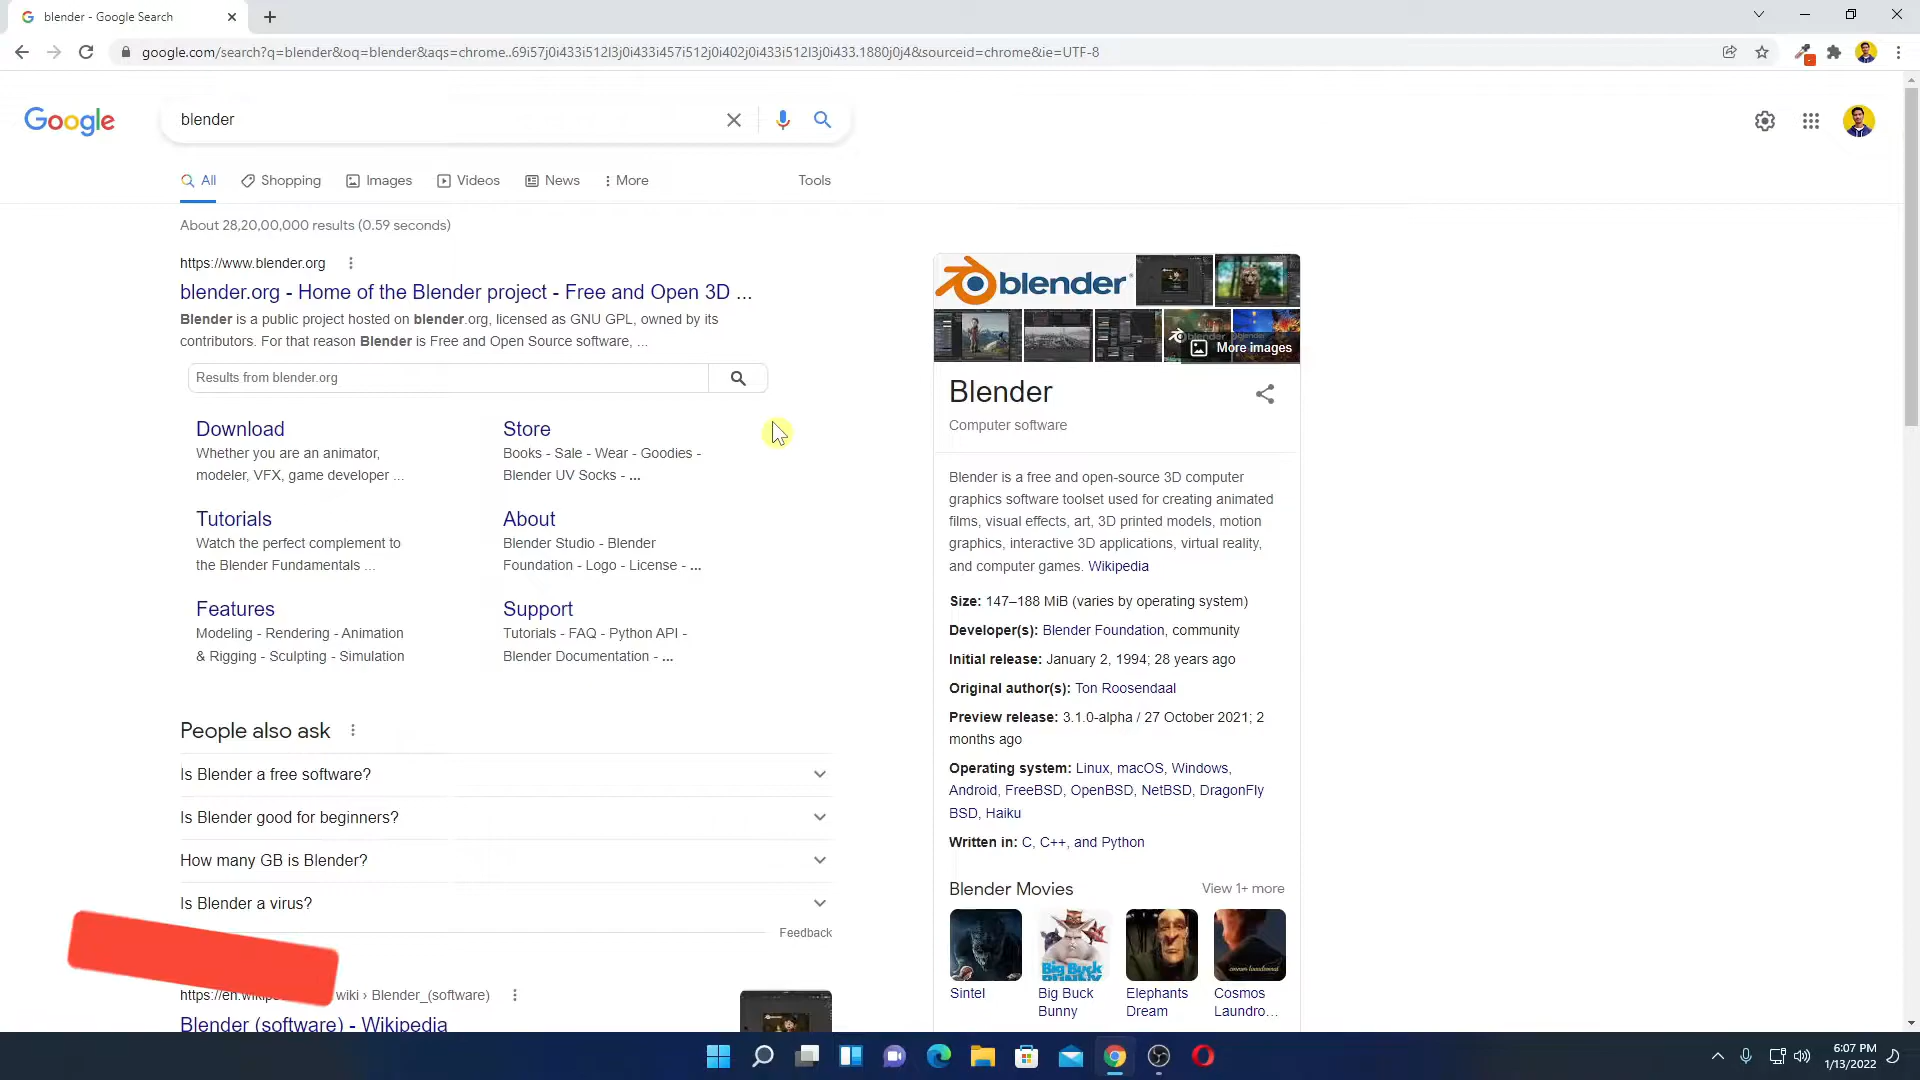 blender - Google Search
google.com/search?q=blender&oq=blender&aqs=chrome..69i57j0i433i512l3j0i433i457i512j0i402j0i433i512l3j0i433.1880j0j4&sourceid=chrome&ie=UTF-8
Google
blender
All Shopping Images Videos News More Tools
About 28,20,00,000 results (0.59 seconds)
https://www.blender.org
blender.org - Home of the Blender project - Free and Open 3D ...
Blender is a public project hosted on blender.org, licensed as GNU GPL, owned by its
contributors. For that reason Blender is Free and Open Source software, ...
Results from blender.org
Download
Whether you are an animator,
modeler, VFX, game developer ...
Store
Books - Sale - Wear - Goodies -
Blender UV Socks - ...
Tutorials
Watch the perfect complement to
the Blender Fundamentals ...
About
Blender Studio - Blender
Foundation - Logo - License - ...
Features
Modeling - Rendering - Animation
& Rigging - Sculpting - Simulation
Support
Tutorials - FAQ - Python API -
Blender Documentation - ...
People also ask
Is Blender a free software?
Is Blender good for beginners?
How many GB is Blender?
Is Blender a virus?
Feedback
wiki › Blender_(software)
Blender (software) - Wikipedia
blender
More images
Blender
Computer software
Blender is a free and open-source 3D computer
graphics software toolset used for creating animated
films, visual effects, art, 3D printed models, motion
graphics, interactive 3D applications, virtual reality,
and computer games. Wikipedia
Size: 147–188 MiB (varies by operating system)
Developer(s): Blender Foundation, community
Initial release: January 2, 1994; 28 years ago
Original author(s): Ton Roosendaal
Preview release: 3.1.0-alpha / 27 October 2021; 2
months ago
Operating system: Linux, macOS, Windows,
Android, FreeBSD, OpenBSD, NetBSD, DragonFly
BSD, Haiku
Written in: C, C++, and Python
Blender Movies
View 1+ more
Big Buck
Sintel
Big Buck
Bunny
Elephants
Dream
Cosmos
Laundro...
6:07 PM
1/13/2022